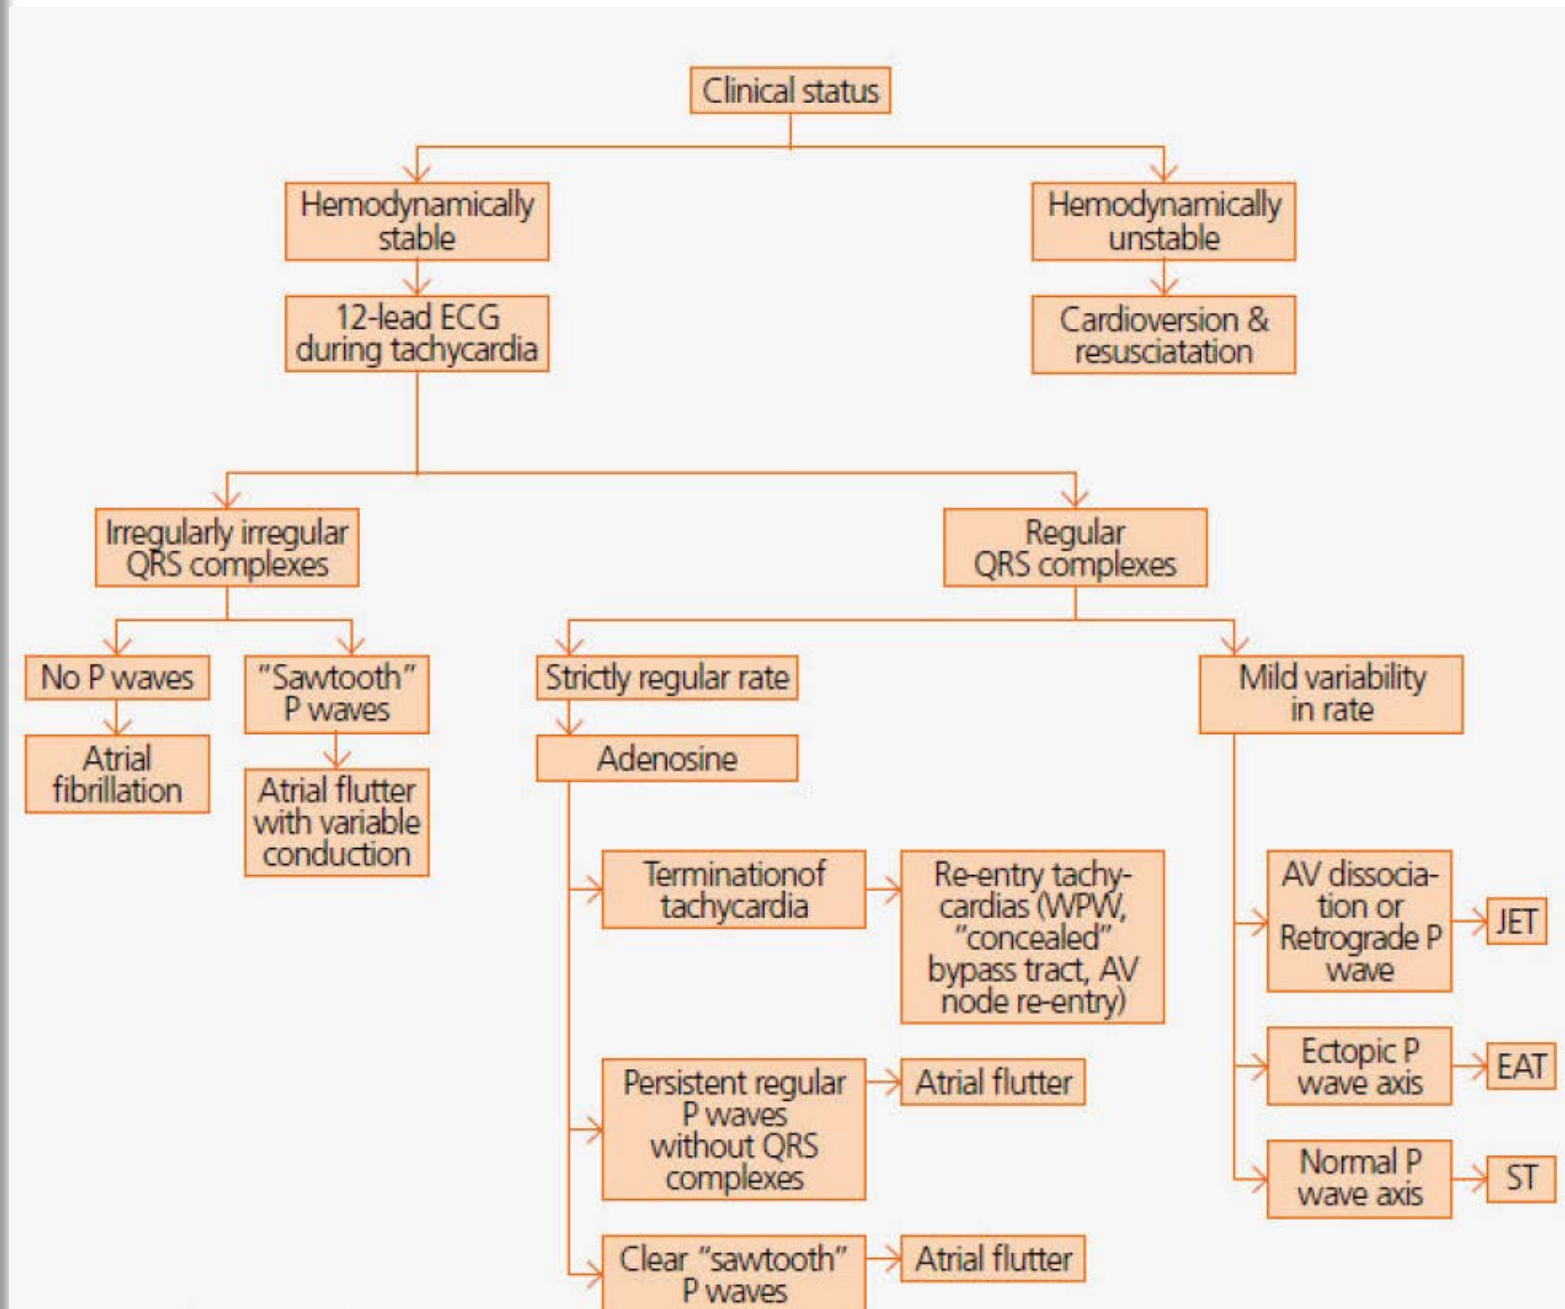 Clinical status
Hemodynamically
stable
Hemodynamically
unstable
12-lead ECG
during tachycardia
Cardioversion &
resusciatation
Irregularly irregular
QRS complexes
Regular
QRS complexes
No P waves
"Sawtooth"
P waves
Strictly regular rate
Mild variability
in rate
Atrial
fibrillation
Atrial flutter
with variable
conduction
Adenosine
Terminationof
tachycardia
Re-entry tachy-
cardias (WPW,
"concealed"
bypass tract, AV
node re-entry)
AV dissocia-
tion or
Retrograde P
wave
JET
Persistent regular
P waves
without QRS
complexes
Atrial flutter
Ectopic P
wave axis
EAT
Normal P
wave axis
ST
Clear "sawtooth"
P waves
Atrial flutter